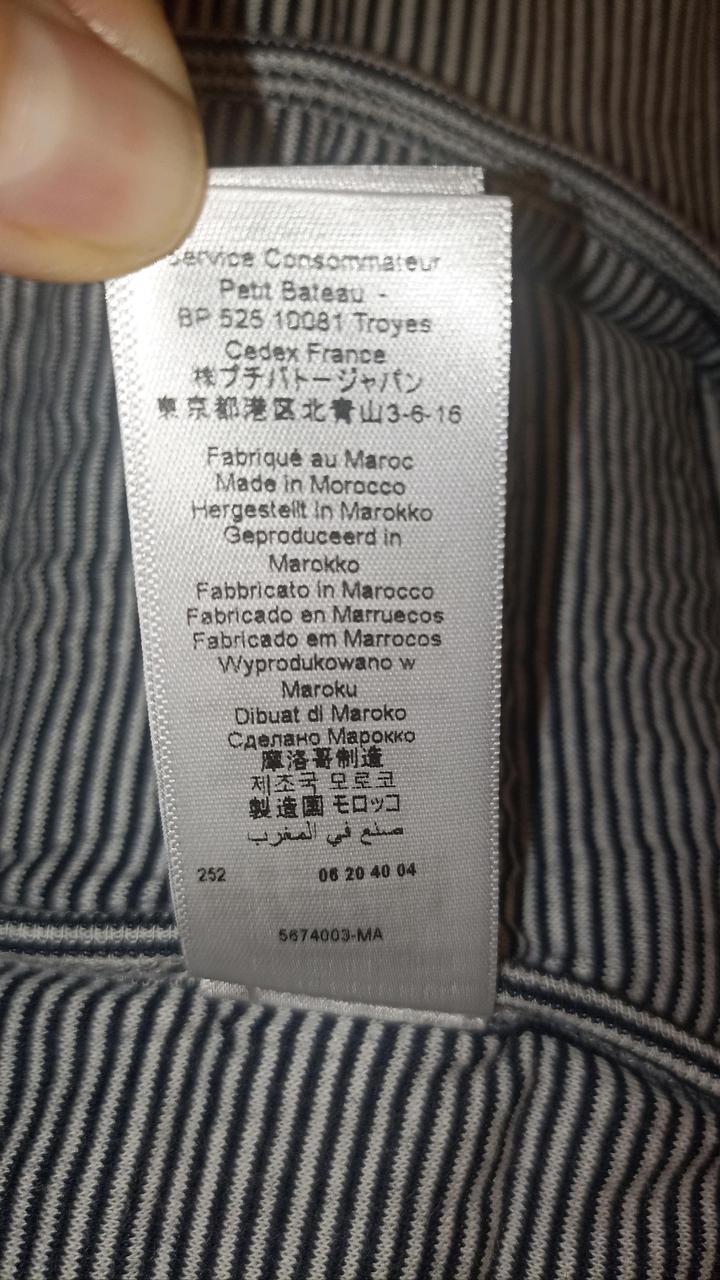 Service Consommateur
Petit Bateau -
BP 525 10081 Troyes
Cedex France
株プチバトージャパン
東京都港区北青山3-6-16
Fabriqué au Maroc
Made in Morocco
Hergestellt in Marokko
Geproduceerd in
Marokko
Fabbricato in Marocco
Fabricado en Marruecos
Fabricado em Marrocos
Wyprodukowano w
Maroku
Dibuat di Maroko
Сделано Марокко
摩洛哥制造
제조국 모로코
製造国 モロッコ
صنع في المغرب
252 06 20 40 04
5674003-MA